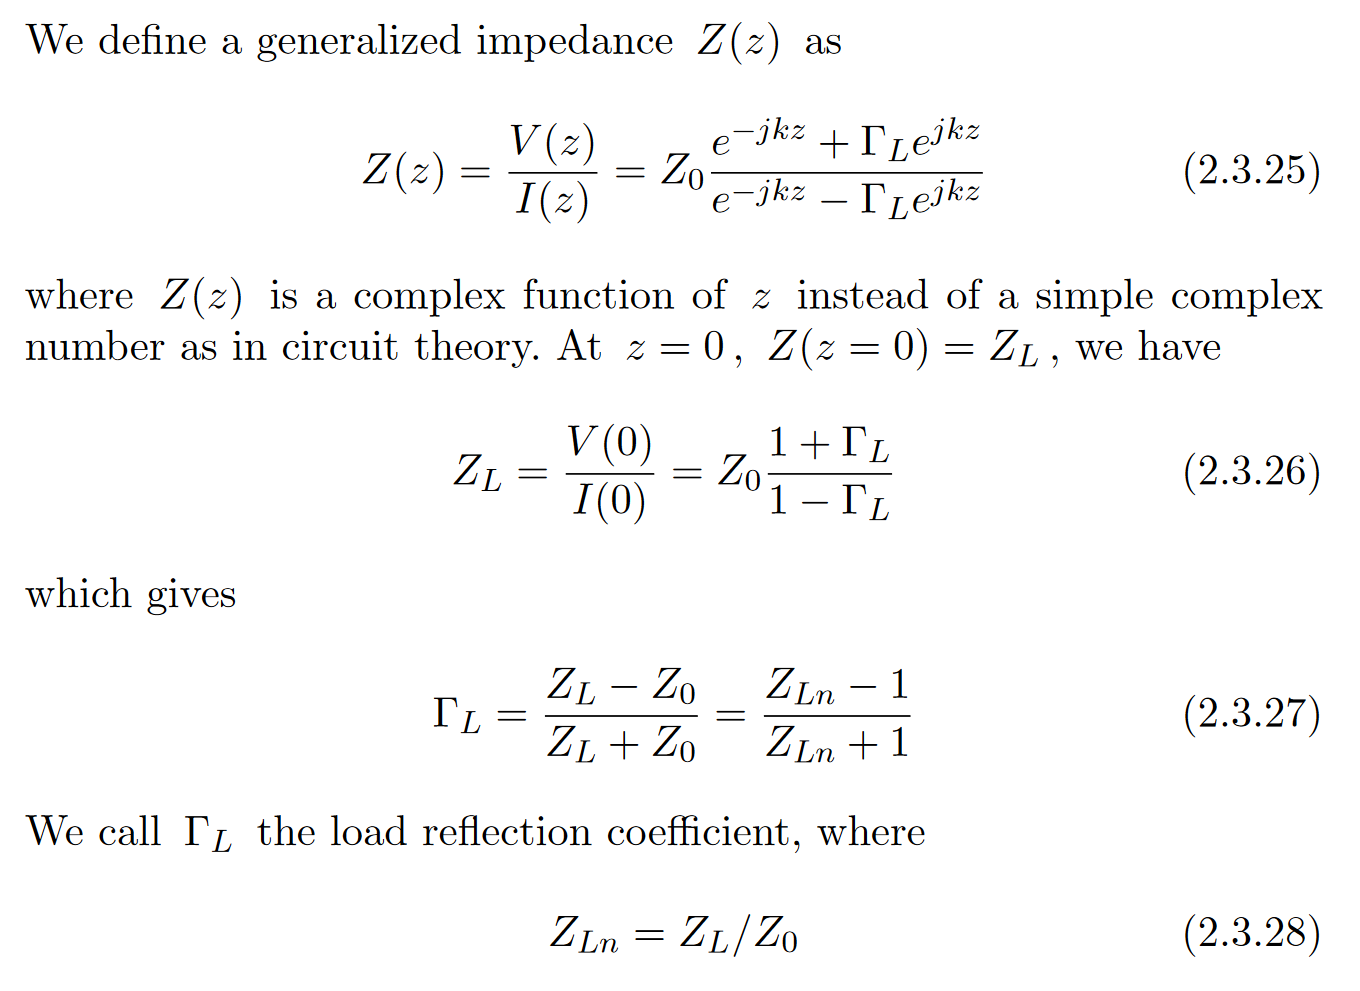 We define a generalized impedance Z(z) as
Z(z) = \frac{V(z)}{I(z)} = Z_0 \frac{e^{-jkz} + \Gamma_L e^{jkz}}{e^{-jkz} - \Gamma_L e^{jkz}} (2.3.25)
where Z(z) is a complex function of z instead of a simple complex
number as in circuit theory. At z = 0, Z(z = 0) = Z_L, we have
Z_L = \frac{V(0)}{I(0)} = Z_0 \frac{1 + \Gamma_L}{1 - \Gamma_L} (2.3.26)
which gives
\Gamma_L = \frac{Z_L - Z_0}{Z_L + Z_0} = \frac{Z_{Ln} - 1}{Z_{Ln} + 1} (2.3.27)
We call \Gamma_L the load reflection coefficient, where
Z_{Ln} = Z_L/Z_0 (2.3.28)